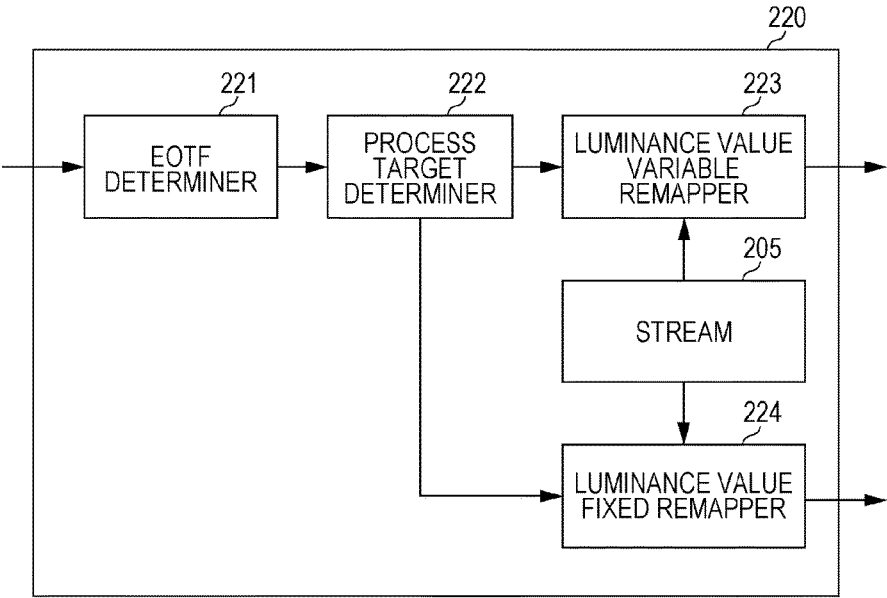 220
221
EOTF
DETERMINER
222
PROCESS
TARGET
DETERMINER
223
LUMINANCE VALUE
VARIABLE
REMAPPER
205
STREAM
224
LUMINANCE VALUE
FIXED REMAPPER